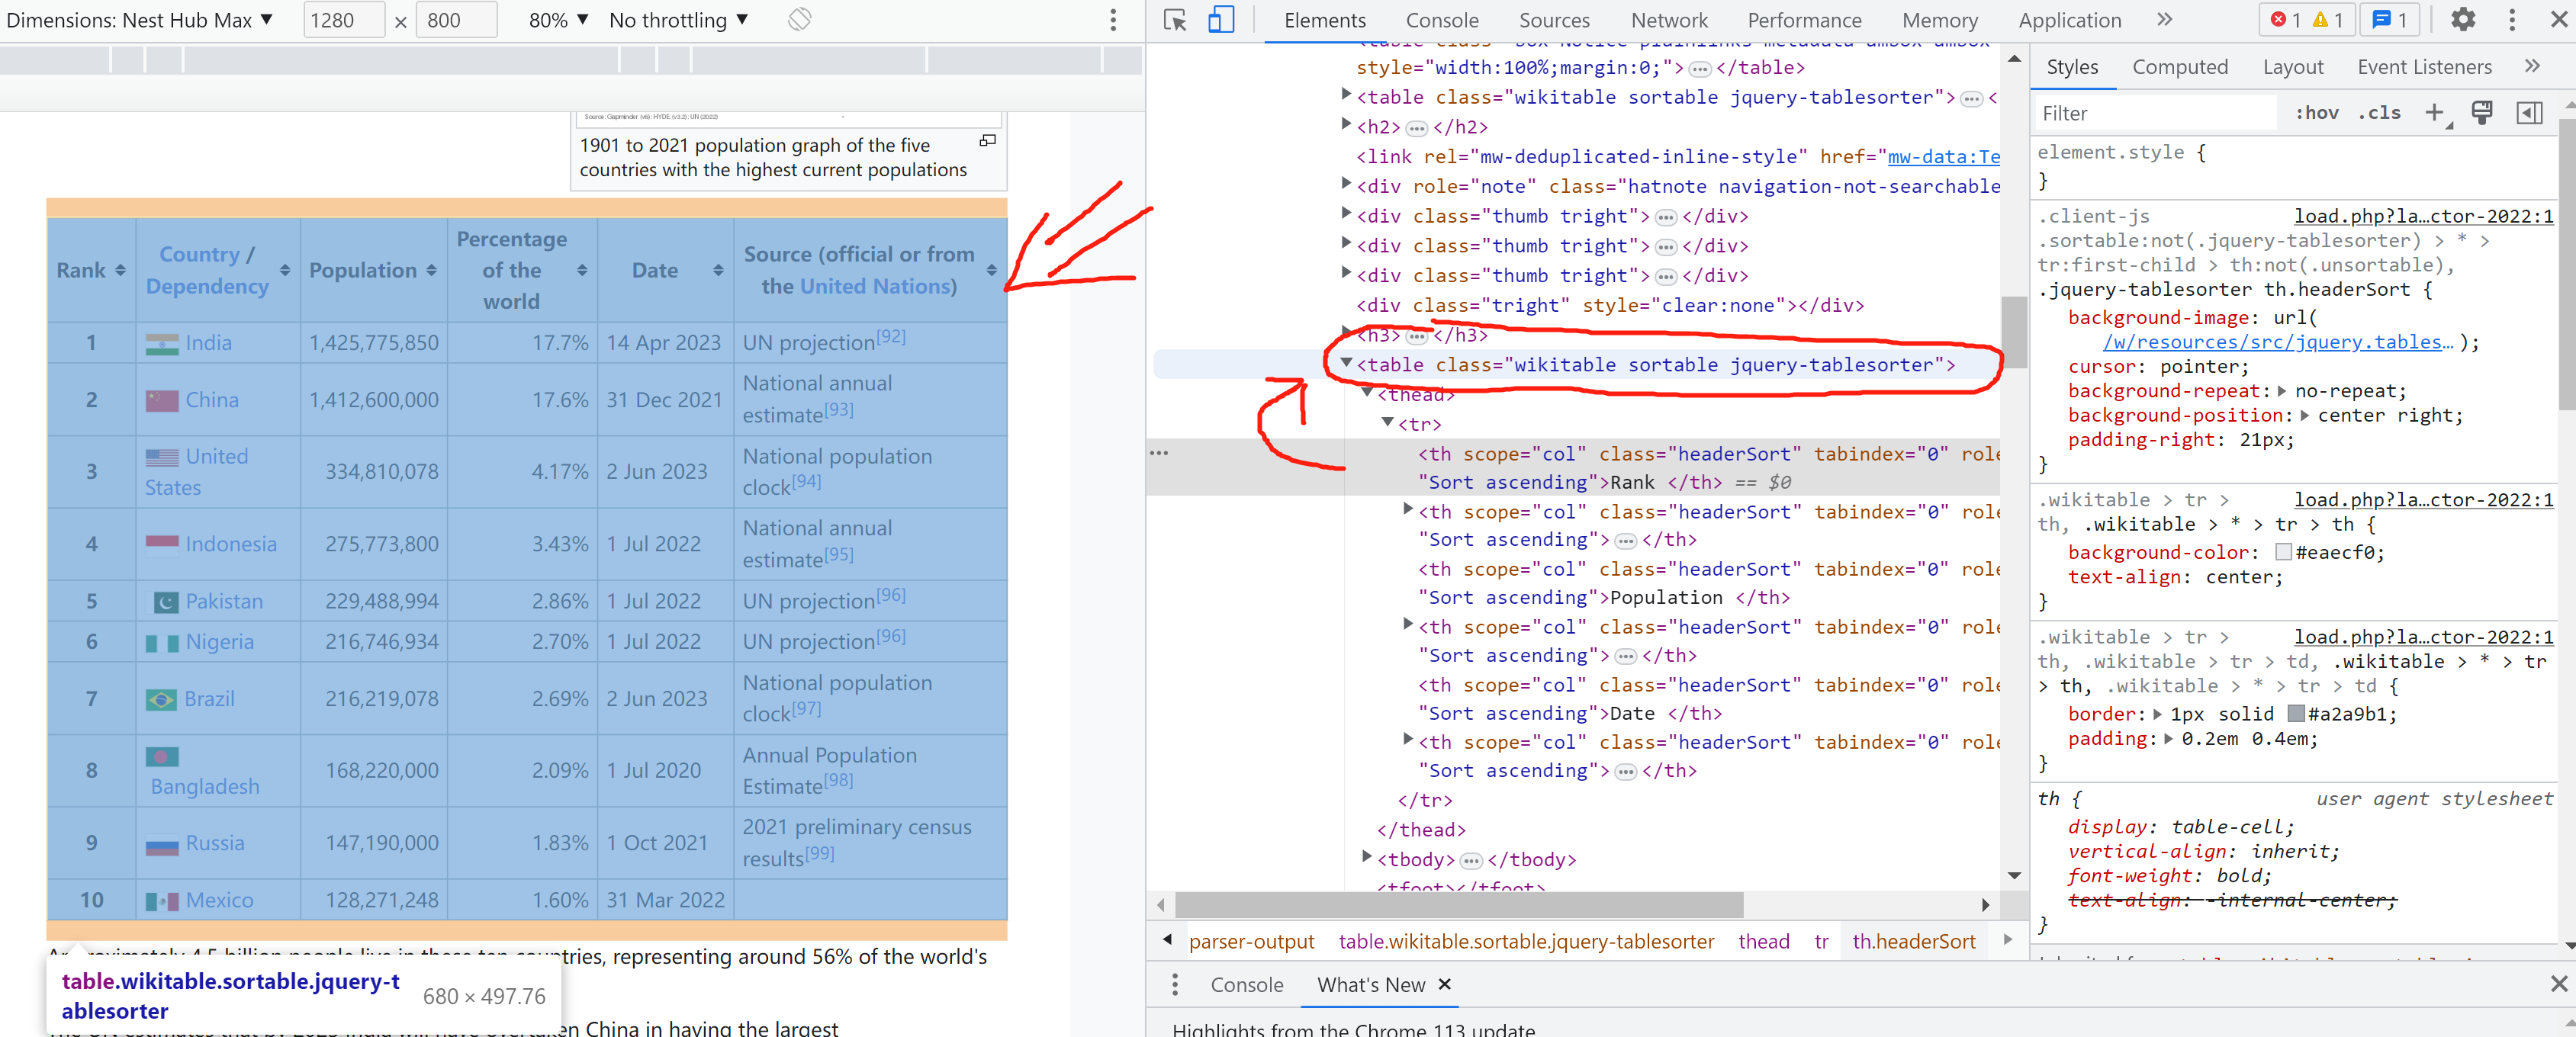 Dimensions: Nest Hub Max ▼ 1280 × 800 80% ▼ No throttling ▼
Source: Gapminder (v6); HYDE (v3.2); UN (2022)
1901 to 2021 population graph of the five
countries with the highest current populations
Rank
Country /
Dependency
Population
Percentage
of the
world
Date
Source (official or from
the United Nations)
1 India 1,425,775,850 17.7% 14 Apr 2023 UN projection[92]
2 China 1,412,600,000 17.6% 31 Dec 2021 National annual
estimate[93]
3 United
States 334,810,078 4.17% 2 Jun 2023 National population
clock[94]
4 Indonesia 275,773,800 3.43% 1 Jul 2022 National annual
estimate[95]
5 Pakistan 229,488,994 2.86% 1 Jul 2022 UN projection[96]
6 Nigeria 216,746,934 2.70% 1 Jul 2022 UN projection[96]
7 Brazil 216,219,078 2.69% 2 Jun 2023 National population
clock[97]
8 Bangladesh 168,220,000 2.09% 1 Jul 2020 Annual Population
Estimate[98]
9 Russia 147,190,000 1.83% 1 Oct 2021 2021 preliminary census
results[99]
10 Mexico 128,271,248 1.60% 31 Mar 2022
countries, representing around 56% of the world's
table.wikitable.sortable.jquery-t
ablesorter 680 × 497.76
China in having the largest
Elements Console Sources Network Performance Memory Application » 1 1 1
style="width:100%;margin:0;">…</table>
<table class="wikitable sortable jquery-tablesorter">…<
<h2>…</h2>
<link rel="mw-deduplicated-inline-style" href="mw-data:Te
<div role="note" class="hatnote navigation-not-searchable
<div class="thumb tright">…</div>
<div class="thumb tright">…</div>
<div class="thumb tright">…</div>
<div class="tright" style="clear:none"></div>
<h3>…</h3>
<table class="wikitable sortable jquery-tablesorter">
<thead>
<tr>
… <th scope="col" class="headerSort" tabindex="0" role
"Sort ascending">Rank </th> == $0
<th scope="col" class="headerSort" tabindex="0" role
"Sort ascending">…</th>
<th scope="col" class="headerSort" tabindex="0" role
"Sort ascending">Population </th>
<th scope="col" class="headerSort" tabindex="0" role
"Sort ascending">…</th>
<th scope="col" class="headerSort" tabindex="0" role
"Sort ascending">Date </th>
<th scope="col" class="headerSort" tabindex="0" role
"Sort ascending">…</th>
</tr>
</thead>
<tbody>…</tbody>
<tfoot></tfoot>
parser-output table.wikitable.sortable.jquery-tablesorter thead tr th.headerSort
Console What's New ×
Highlights from the Chrome 113 update
Styles Computed Layout Event Listeners »
Filter :hov .cls +
element.style {
}
.client-js load.php?la…ctor-2022:1
.sortable:not(.jquery-tablesorter) > * >
tr:first-child > th:not(.unsortable),
.jquery-tablesorter th.headerSort {
background-image: url(
/w/resources/src/jquery.tables… );
cursor: pointer;
background-repeat: no-repeat;
background-position: center right;
padding-right: 21px;
}
.wikitable > tr > load.php?la…ctor-2022:1
th, .wikitable > * > tr > th {
background-color: #eaecf0;
text-align: center;
}
.wikitable > tr > load.php?la…ctor-2022:1
th, .wikitable > tr > td, .wikitable > * > tr
> th, .wikitable > * > tr > td {
border: 1px solid #a2a9b1;
padding: 0.2em 0.4em;
}
th { user agent stylesheet
display: table-cell;
vertical-align: inherit;
font-weight: bold;
text-align: -internal-center;
}